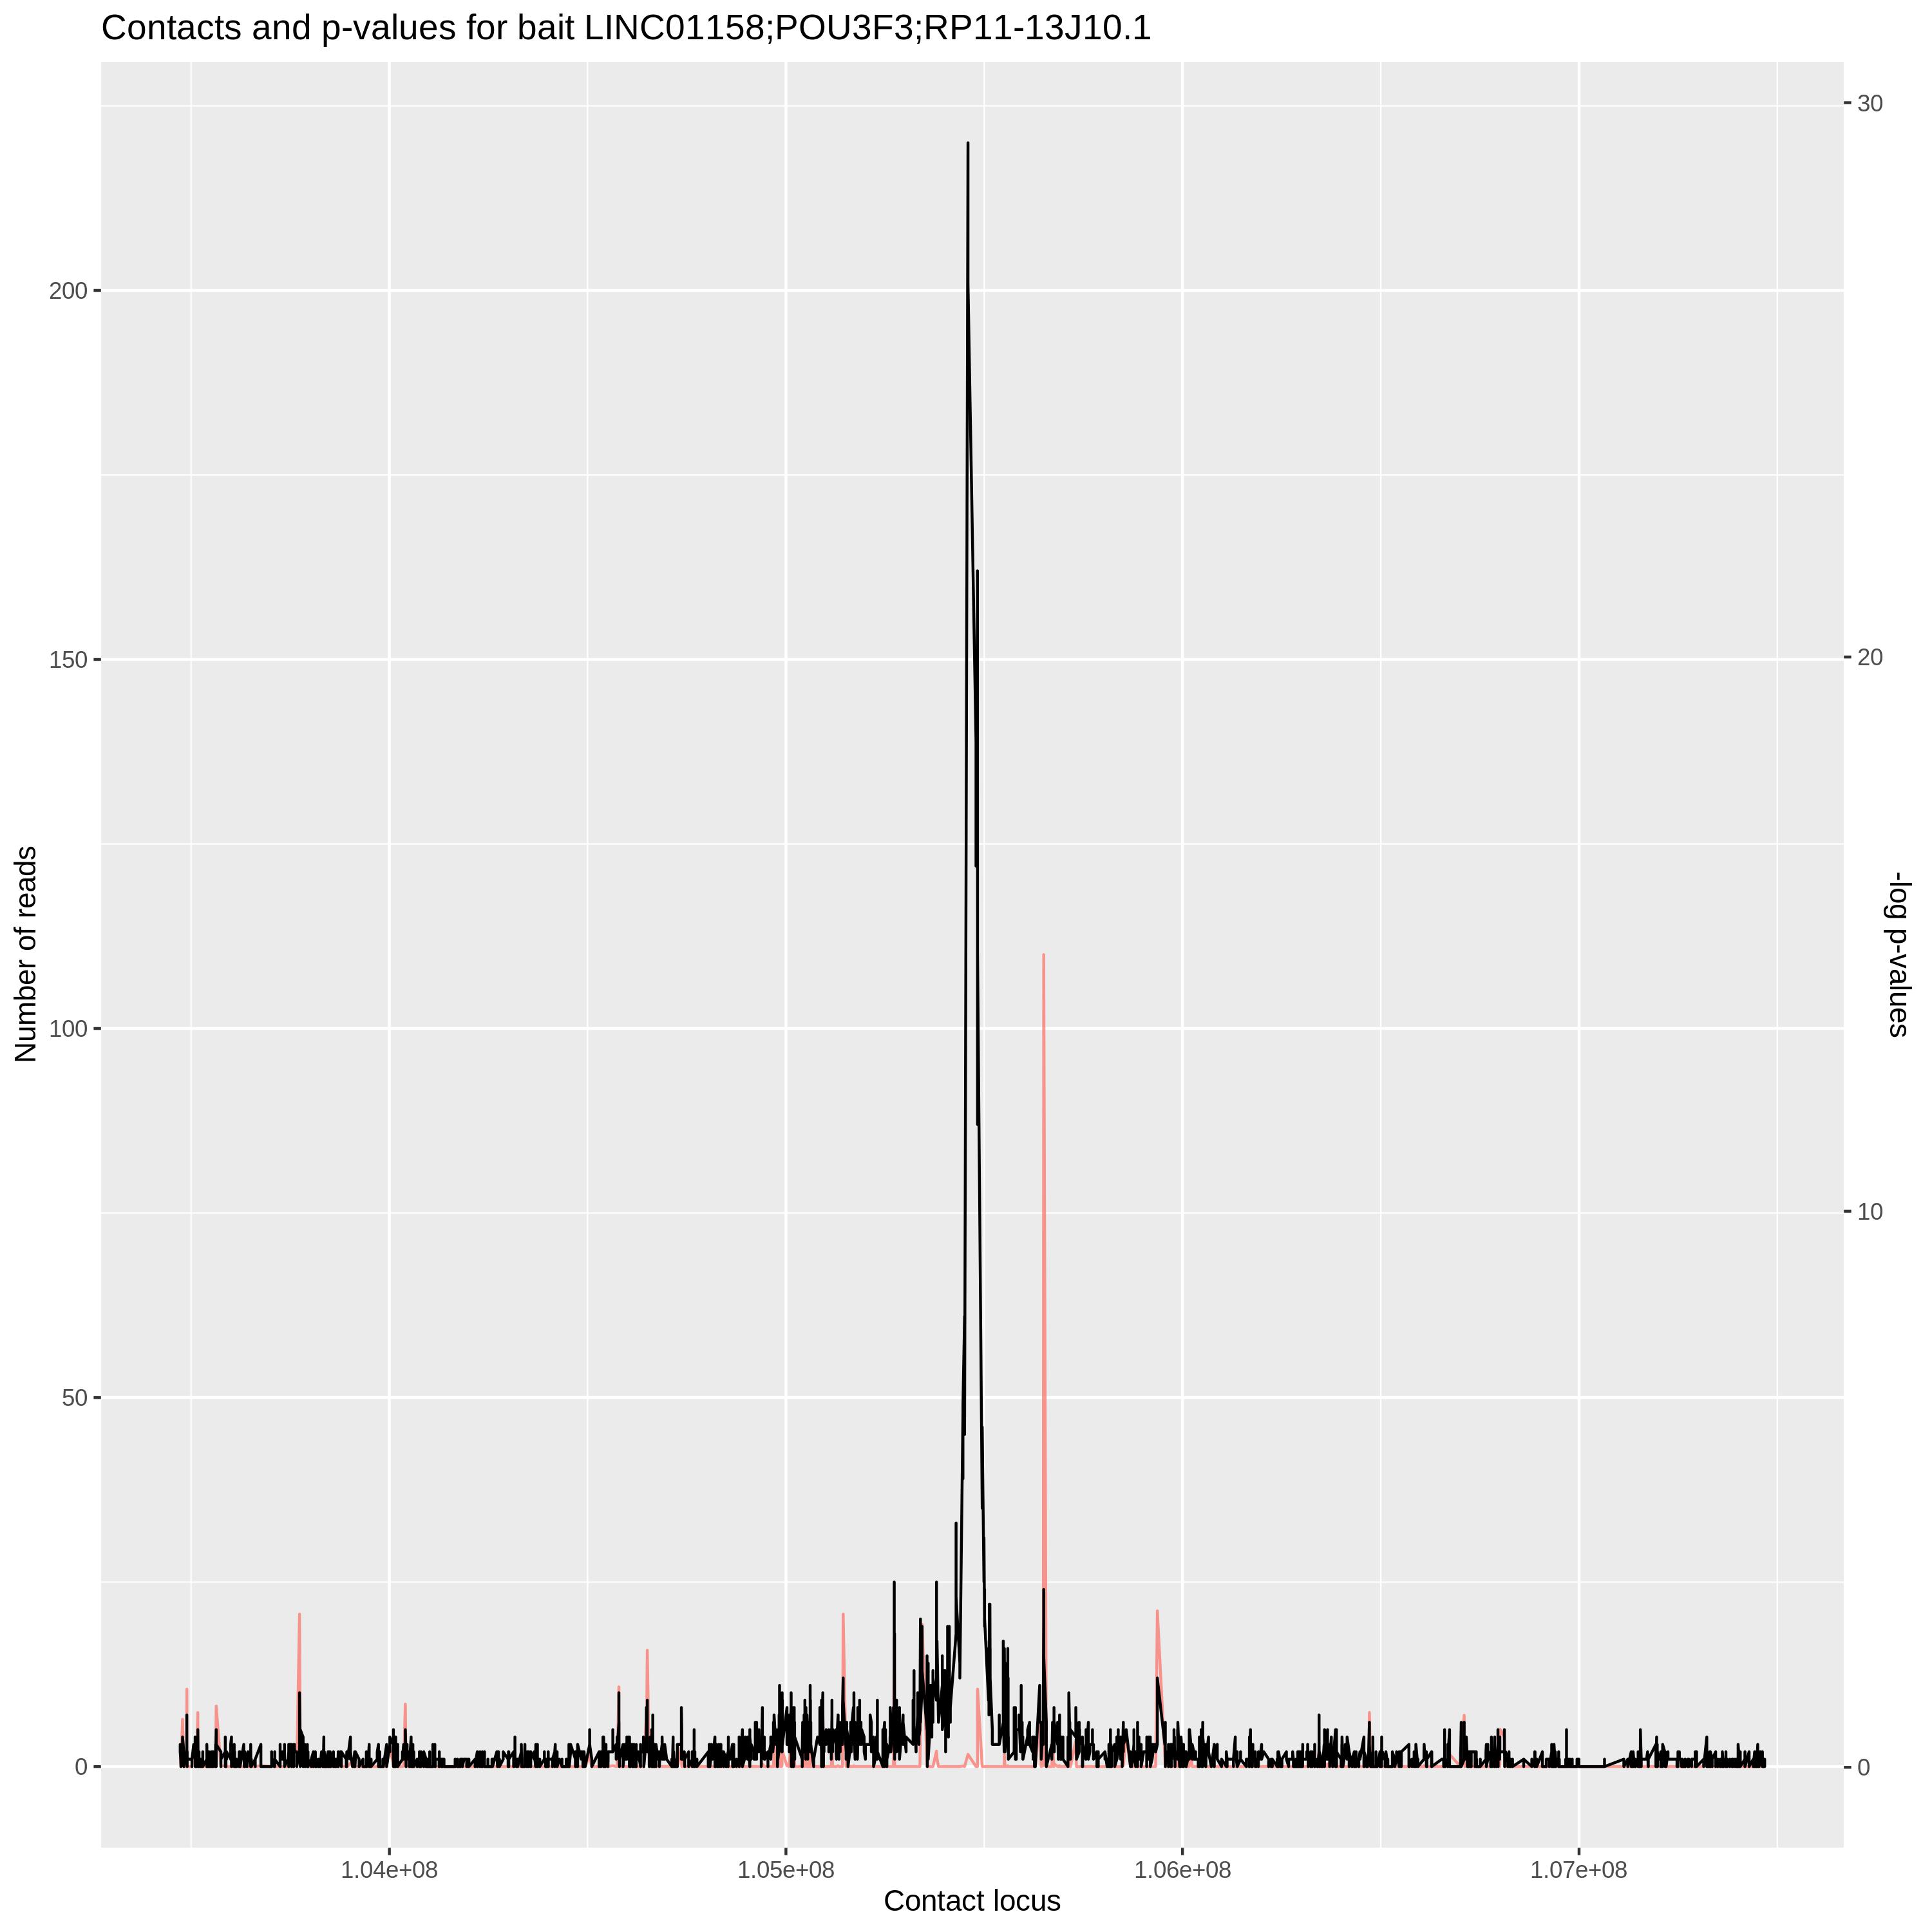 Contacts and p-values for bait LINC01158;POU3F3;RP11-13J10.1
Number of reads
200
150
100
50
0
30
20
10
0
-log p-values
1.04e+08
1.05e+08
1.06e+08
1.07e+08
Contact locus